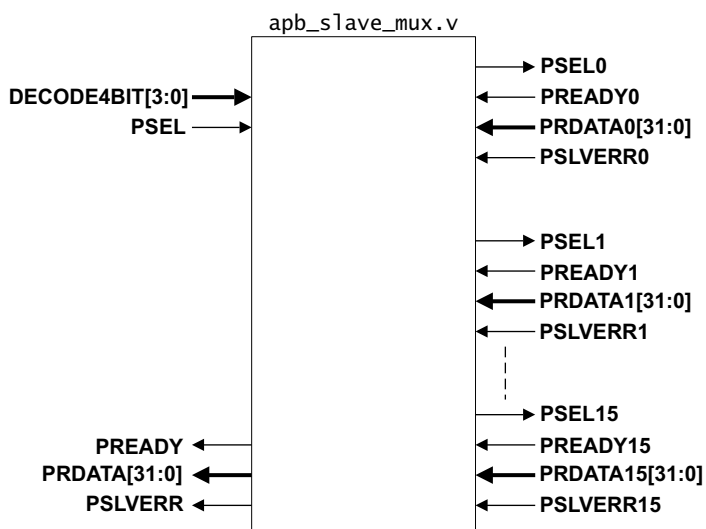 apb_slave_mux.v
DECODE4BIT[3:0]
PSEL
PREADY
PRDATA[31:0]
PSLVERR
PSEL0
PREADY0
PRDATA0[31:0]
PSLVERR0
PSEL1
PREADY1
PRDATA1[31:0]
PSLVERR1
PSEL15
PREADY15
PRDATA15[31:0]
PSLVERR15